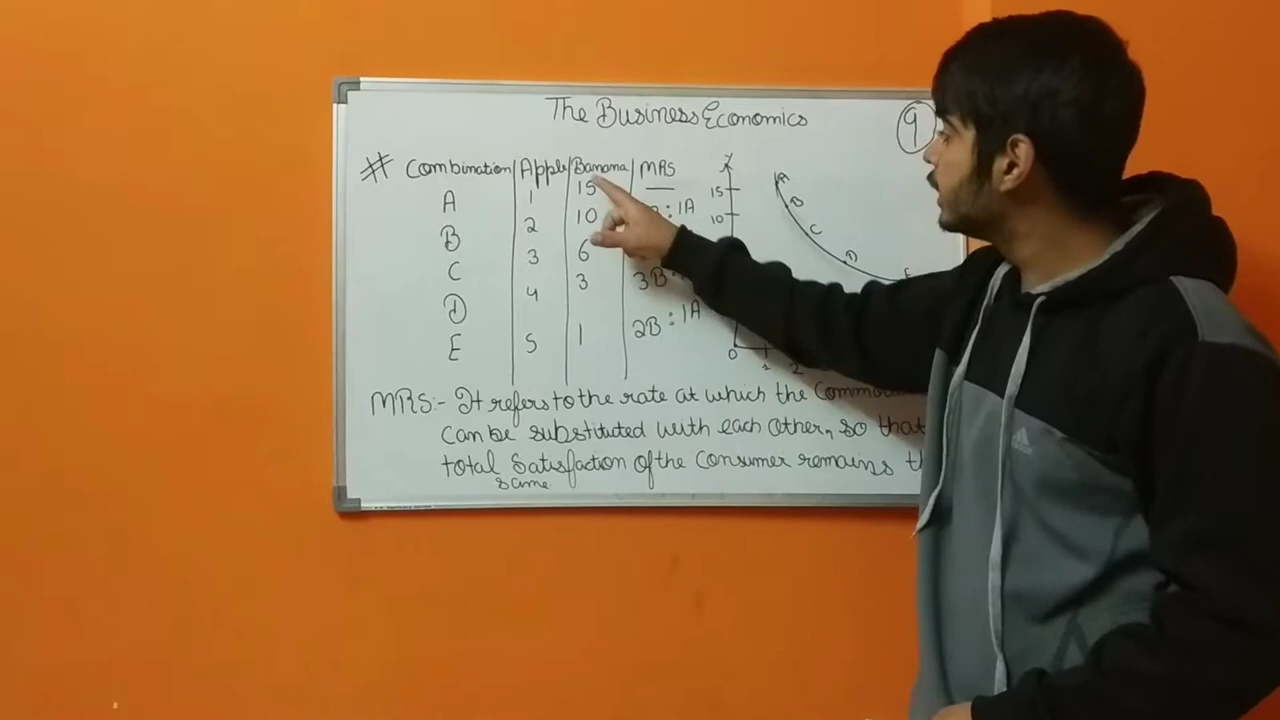 The Business Economics
9
# Combination Apple Banana MRS
A 1 15 —
B 2 10 : 1A
C 3 6
D 4 3 3B
E 5 1 2B : 1A
15
10
A
B
C
D
E
0 1 2
MRS:- It refers to the rate at which the
can be substituted with each other, so that
total Satisfaction of the Consumer remains
same